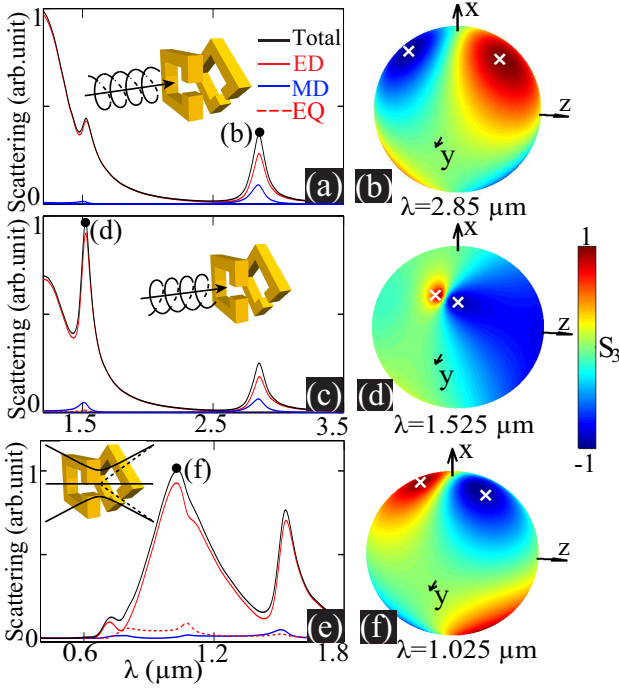 Scattering (arb.unit)
1
0
Total
ED
MD
EQ
(b)
(a)
x
z
y
(b)
λ=2.85 μm
Scattering (arb.unit)
1
0
(d)
(c)
1.5
2.5
3.5
x
z
y
(d)
λ=1.525 μm
1
S3
-1
Scattering (arb.unit)
1
0
(f)
(e)
0.6
1.2
1.8
λ (μm)
x
z
y
(f)
λ=1.025 μm